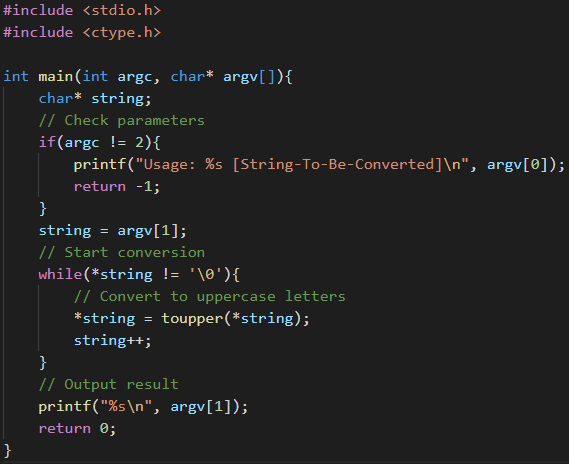 #include <stdio.h>
#include <ctype.h>
int main(int argc, char* argv[]){
char* string;
// Check parameters
if(argc != 2){
printf("Usage: %s [String-To-Be-Converted]\n", argv[0]);
return -1;
}
string = argv[1];
// Start conversion
while(*string != '\0'){
// Convert to uppercase letters
*string = toupper(*string);
string++;
}
// Output result
printf("%s\n", argv[1]);
return 0;
}